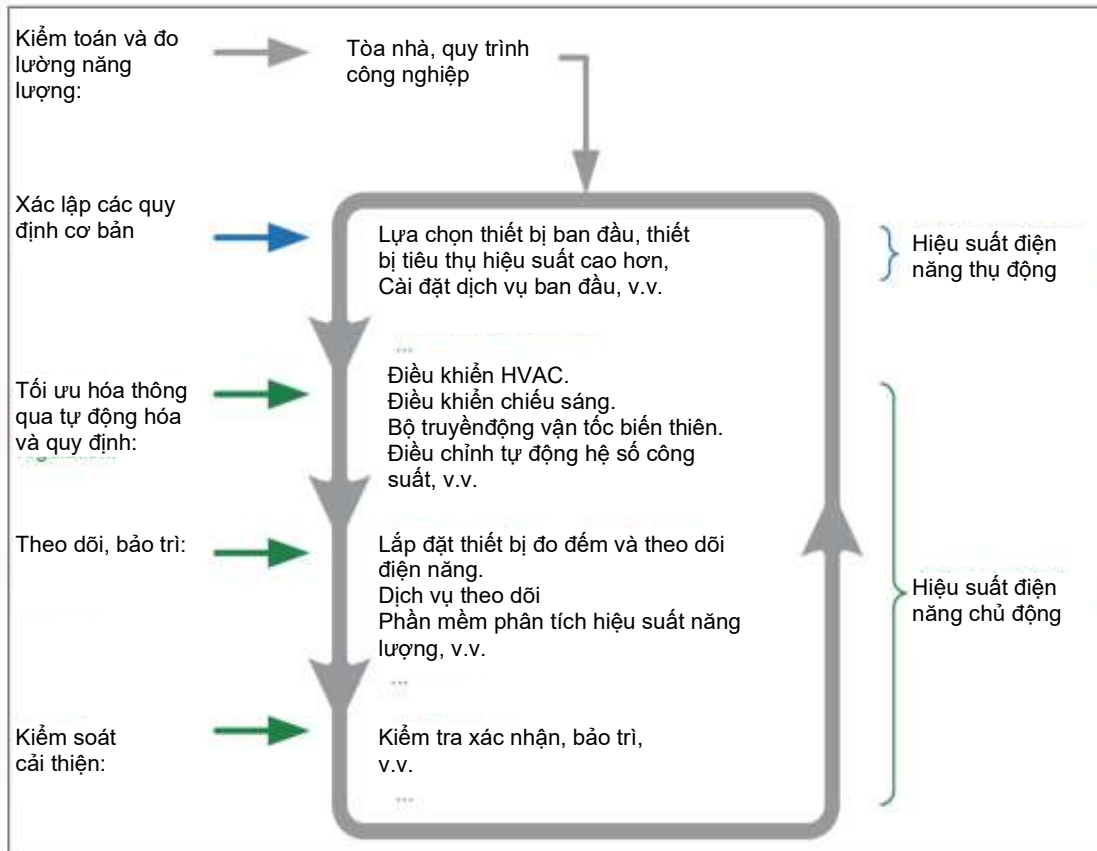 Kiểm toán và đo
lường năng
lượng:
Tòa nhà, quy trình
công nghiệp
Xác lập các quy
định cơ bản
Lựa chọn thiết bị ban đầu, thiết
bị tiêu thụ hiệu suất cao hơn,
Cài đặt dịch vụ ban đầu, v.v.
...
Hiệu suất điện
năng thụ động
Tối ưu hóa thông
qua tự động hóa
và quy định:
Điều khiển HVAC.
Điều khiển chiếu sáng.
Bộ truyềnđộng vận tốc biến thiên.
Điều chỉnh tự động hệ số công
suất, v.v.
Theo dõi, bảo trì:
Lắp đặt thiết bị đo đếm và theo dõi
điện năng.
Dịch vụ theo dõi
Phần mềm phân tích hiệu suất năng
lượng, v.v.
...
Hiệu suất điện
năng chủ động
Kiểm soát
cải thiện:
Kiểm tra xác nhận, bảo trì,
v.v.
...